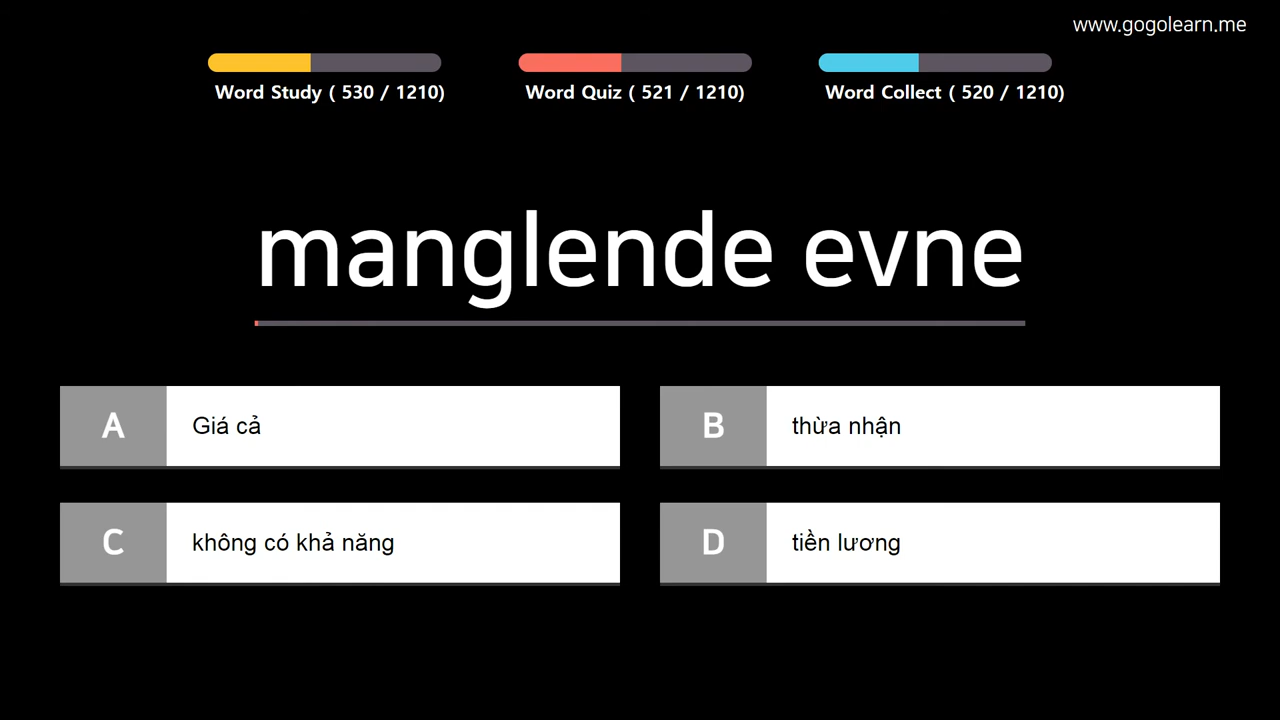 www.gogolearn.me
Word Study ( 530 / 1210)
Word Quiz ( 521 / 1210)
Word Collect ( 520 / 1210)
manglende evne
A
Giá cả
B
thừa nhận
C
không có khả năng
D
tiền lương